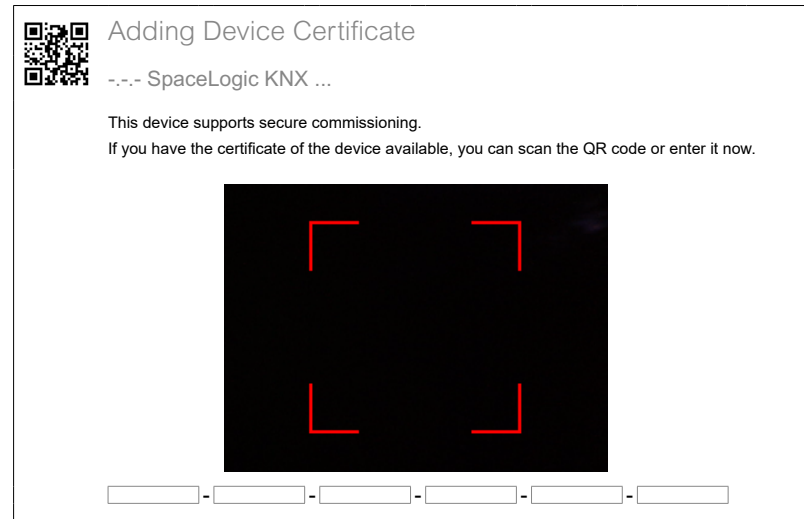 Adding Device Certificate
-.-.- SpaceLogic KNX ...
This device supports secure commissioning.
If you have the certificate of the device available, you can scan the QR code or enter it now.
- - - - -